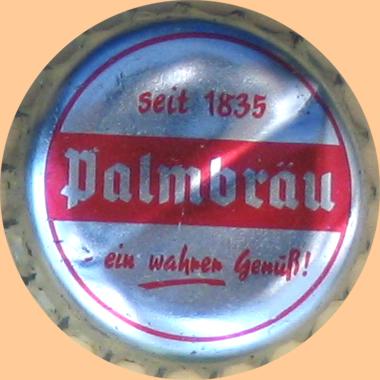 seit 1835
Palmbräu
ein wahrer Genuß!